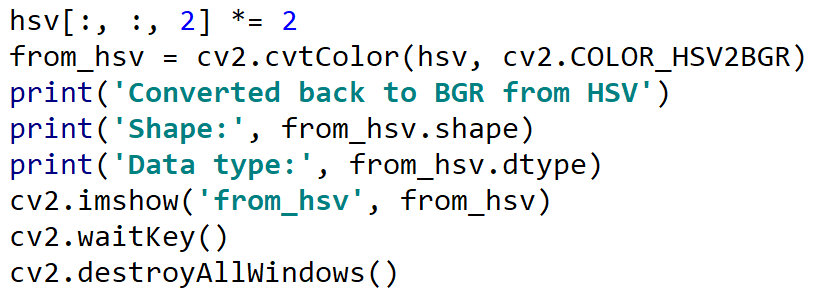 hsv[:, :, 2] *= 2
from_hsv = cv2.cvtColor(hsv, cv2.COLOR_HSV2BGR)
print('Converted back to BGR from HSV')
print('Shape:', from_hsv.shape)
print('Data type:', from_hsv.dtype)
cv2.imshow('from_hsv', from_hsv)
cv2.waitKey()
cv2.destroyAllWindows()